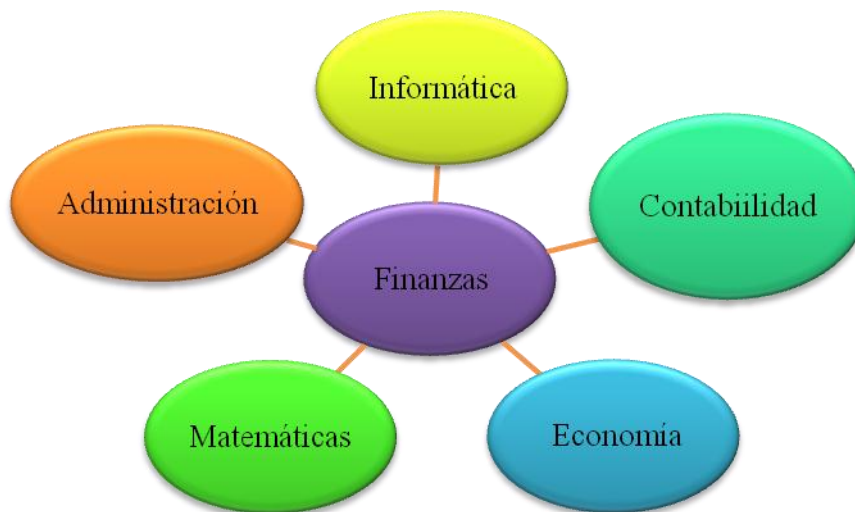 Informática
Administración
Contabiilidad
Finanzas
Matemáticas
Economía